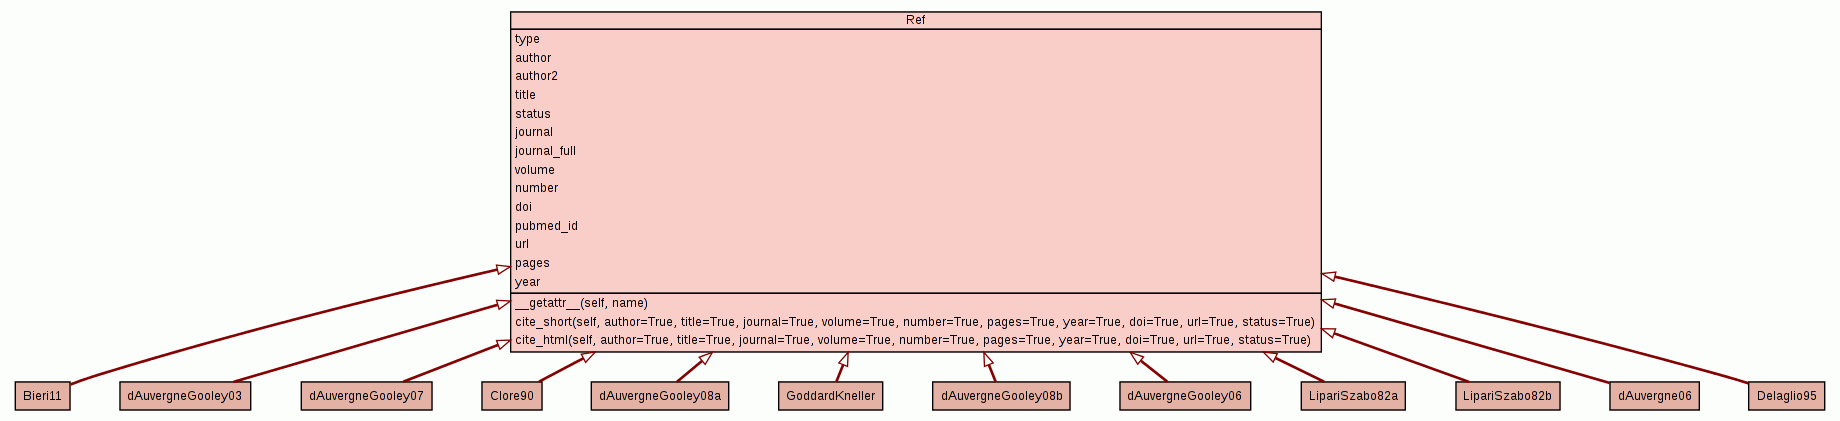 Ref
type
author
author2
title
status
journal
journal_full
volume
number
doi
pubmed_id
url
pages
year
__getattr__(self, name)
cite_short(self, author=True, title=True, journal=True, volume=True, number=True, pages=True, year=True, doi=True, url=True, status=True)
cite_html(self, author=True, title=True, journal=True, volume=True, number=True, pages=True, year=True, doi=True, url=True, status=True)
Bieri11 dAuvergneGooley03 dAuvergneGooley07 Clore90 dAuvergneGooley08a GoddardKneller dAuvergneGooley08b dAuvergneGooley06 LipariSzabo82a LipariSzabo82b dAuvergne06 Delaglio95